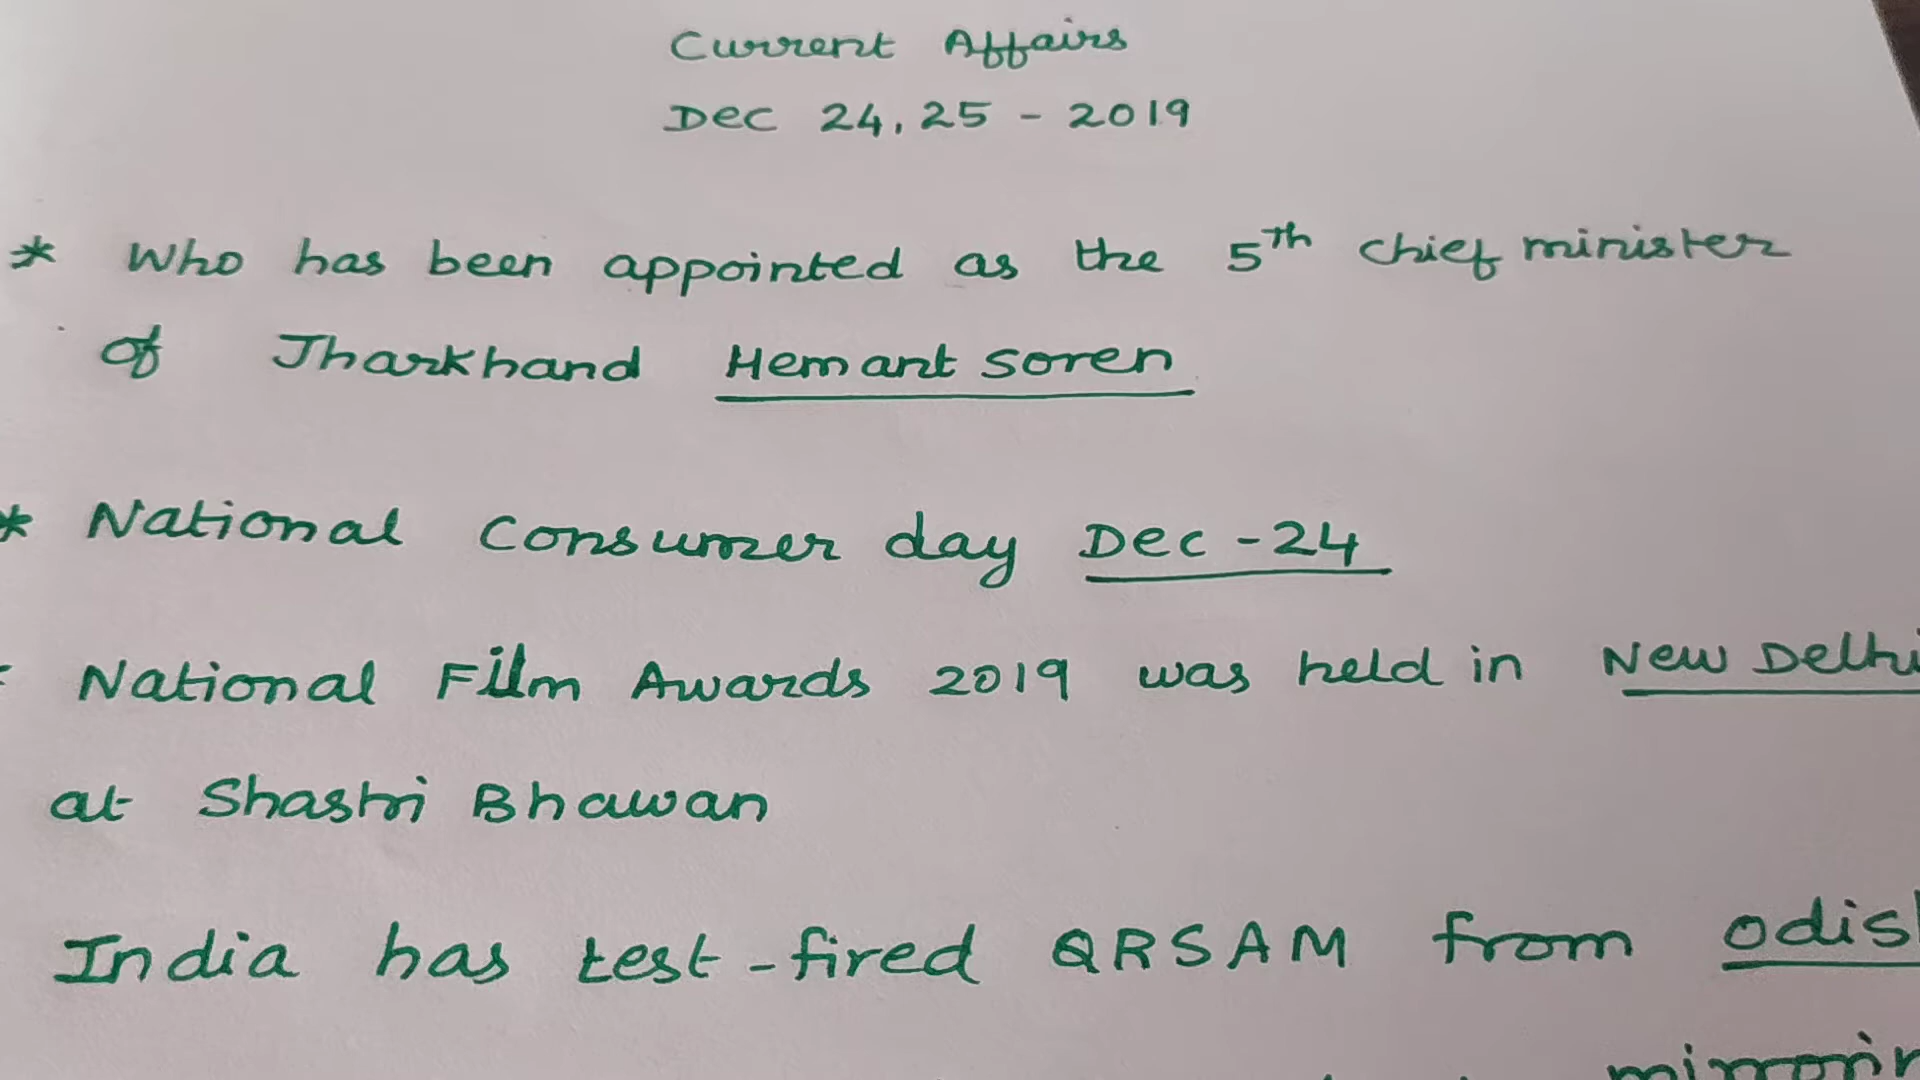 Current Affairs
Dec 24, 25 - 2019
* Who has been appointed as the 5th chief minister
of Jharkhand Hemant Soren
* National Consumer day Dec - 24
National Film Awards 2019 was held in New Delhi
at Shastri Bhawan
India has test-fired QRSAM from